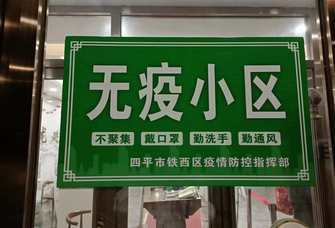 无疫小区
不聚集 戴口罩 勤洗手 勤通风
四平市铁西区疫情防控指挥部